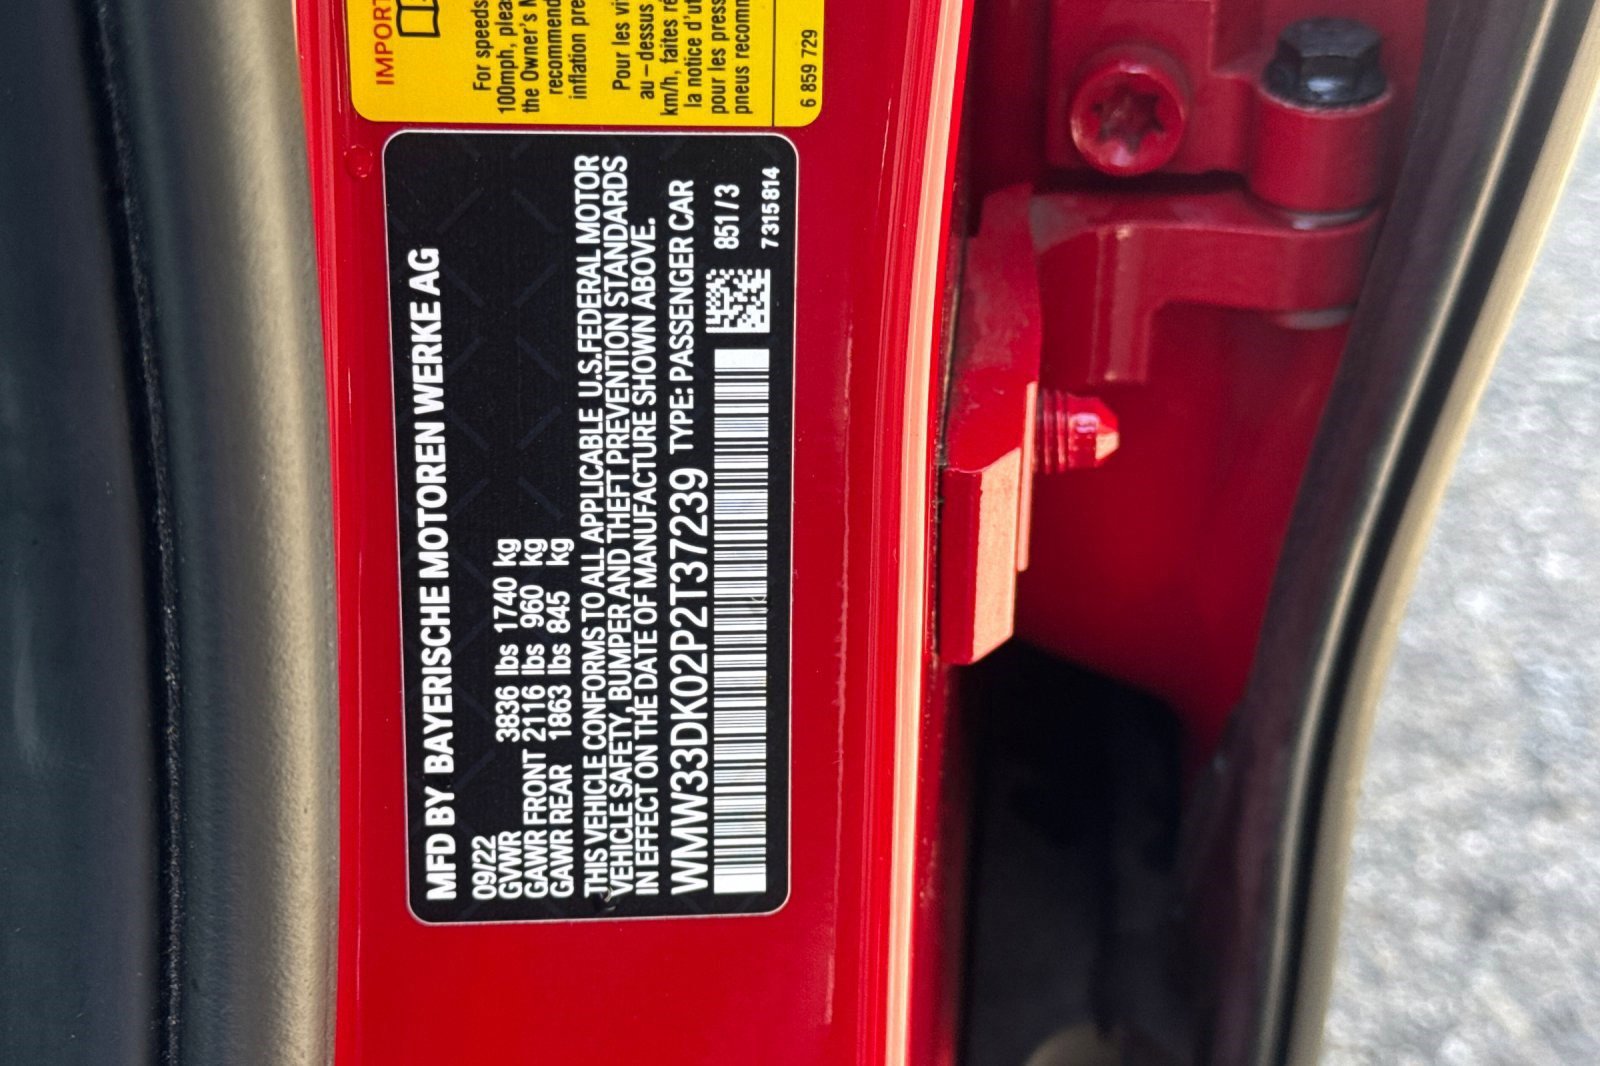 IMPORT
For speeds
100mph, plea
the Owner's M
recommend
inflation pre
Pour les vi
au-dessus
km/h, faites ré
la notice d'ut
pour les press
pneus recomm
6 859 729
MFD BY BAYERISCHE MOTOREN WERKE AG
09/22
GVWR 3836 lbs 1740 kg
GAWR FRONT 2116 lbs 960 kg
GAWR REAR 1863 lbs 845 kg
THIS VEHICLE CONFORMS TO ALL APPLICABLE U.S. FEDERAL MOTOR
VEHICLE SAFETY, BUMPER AND THEFT PREVENTION STANDARDS
IN EFFECT ON THE DATE OF MANUFACTURE SHOWN ABOVE.
WMW33DK02P2T37239 TYPE: PASSENGER CAR
851 / 3
7315814